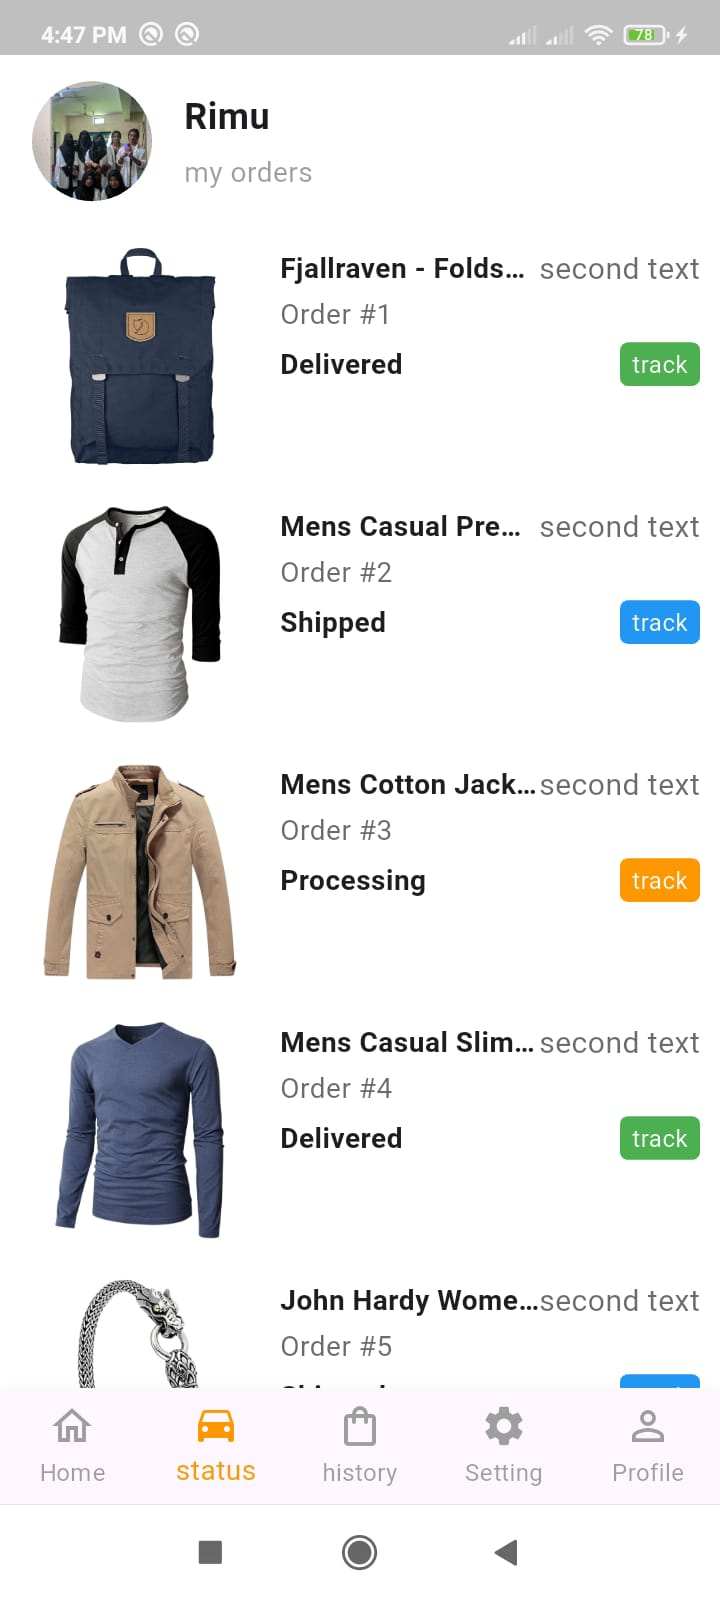 4:47 PM
78
Rimu
my orders
Fjallraven - Folds… second text
Order #1
Delivered track
Mens Casual Pre… second text
Order #2
Shipped track
Mens Cotton Jack… second text
Order #3
Processing track
Mens Casual Slim… second text
Order #4
Delivered track
John Hardy Wome… second text
Order #5
Home status history Setting Profile